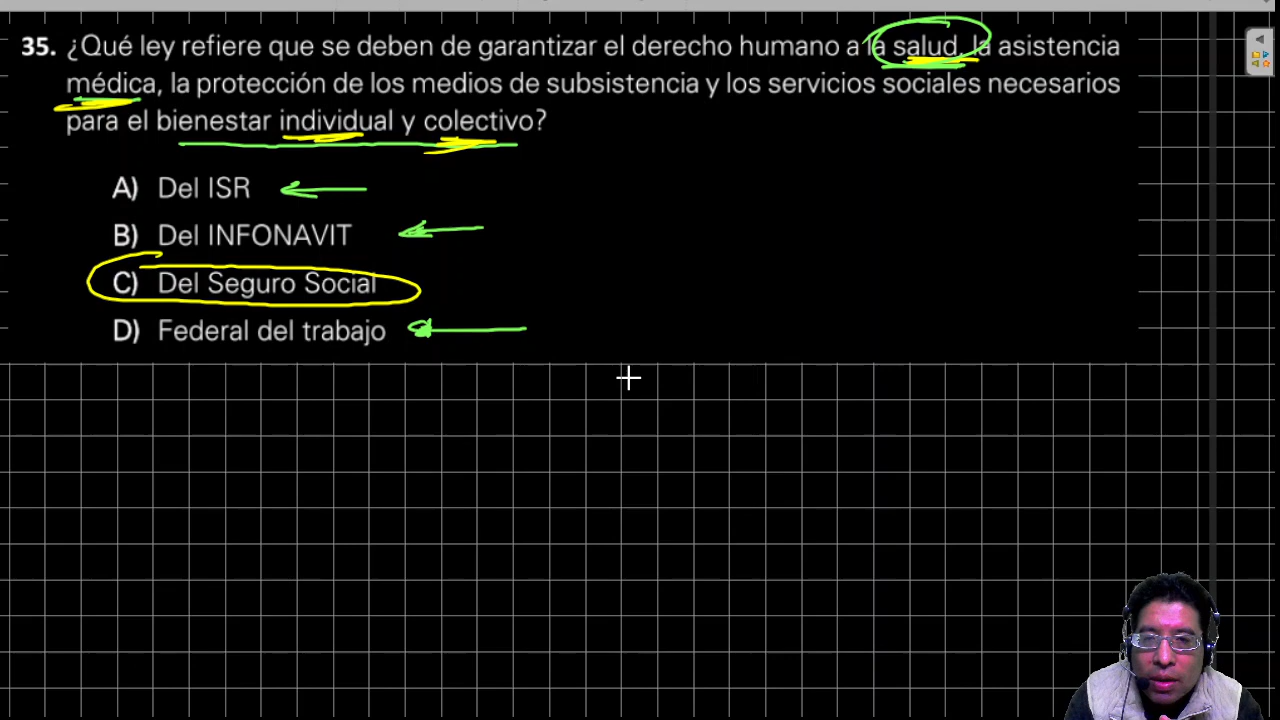 35. ¿Qué ley refiere que se deben de garantizar el derecho humano a la salud, la asistencia
médica, la protección de los medios de subsistencia y los servicios sociales necesarios
para el bienestar individual y colectivo?
A) Del ISR
B) Del INFONAVIT
C) Del Seguro Social
D) Federal del trabajo